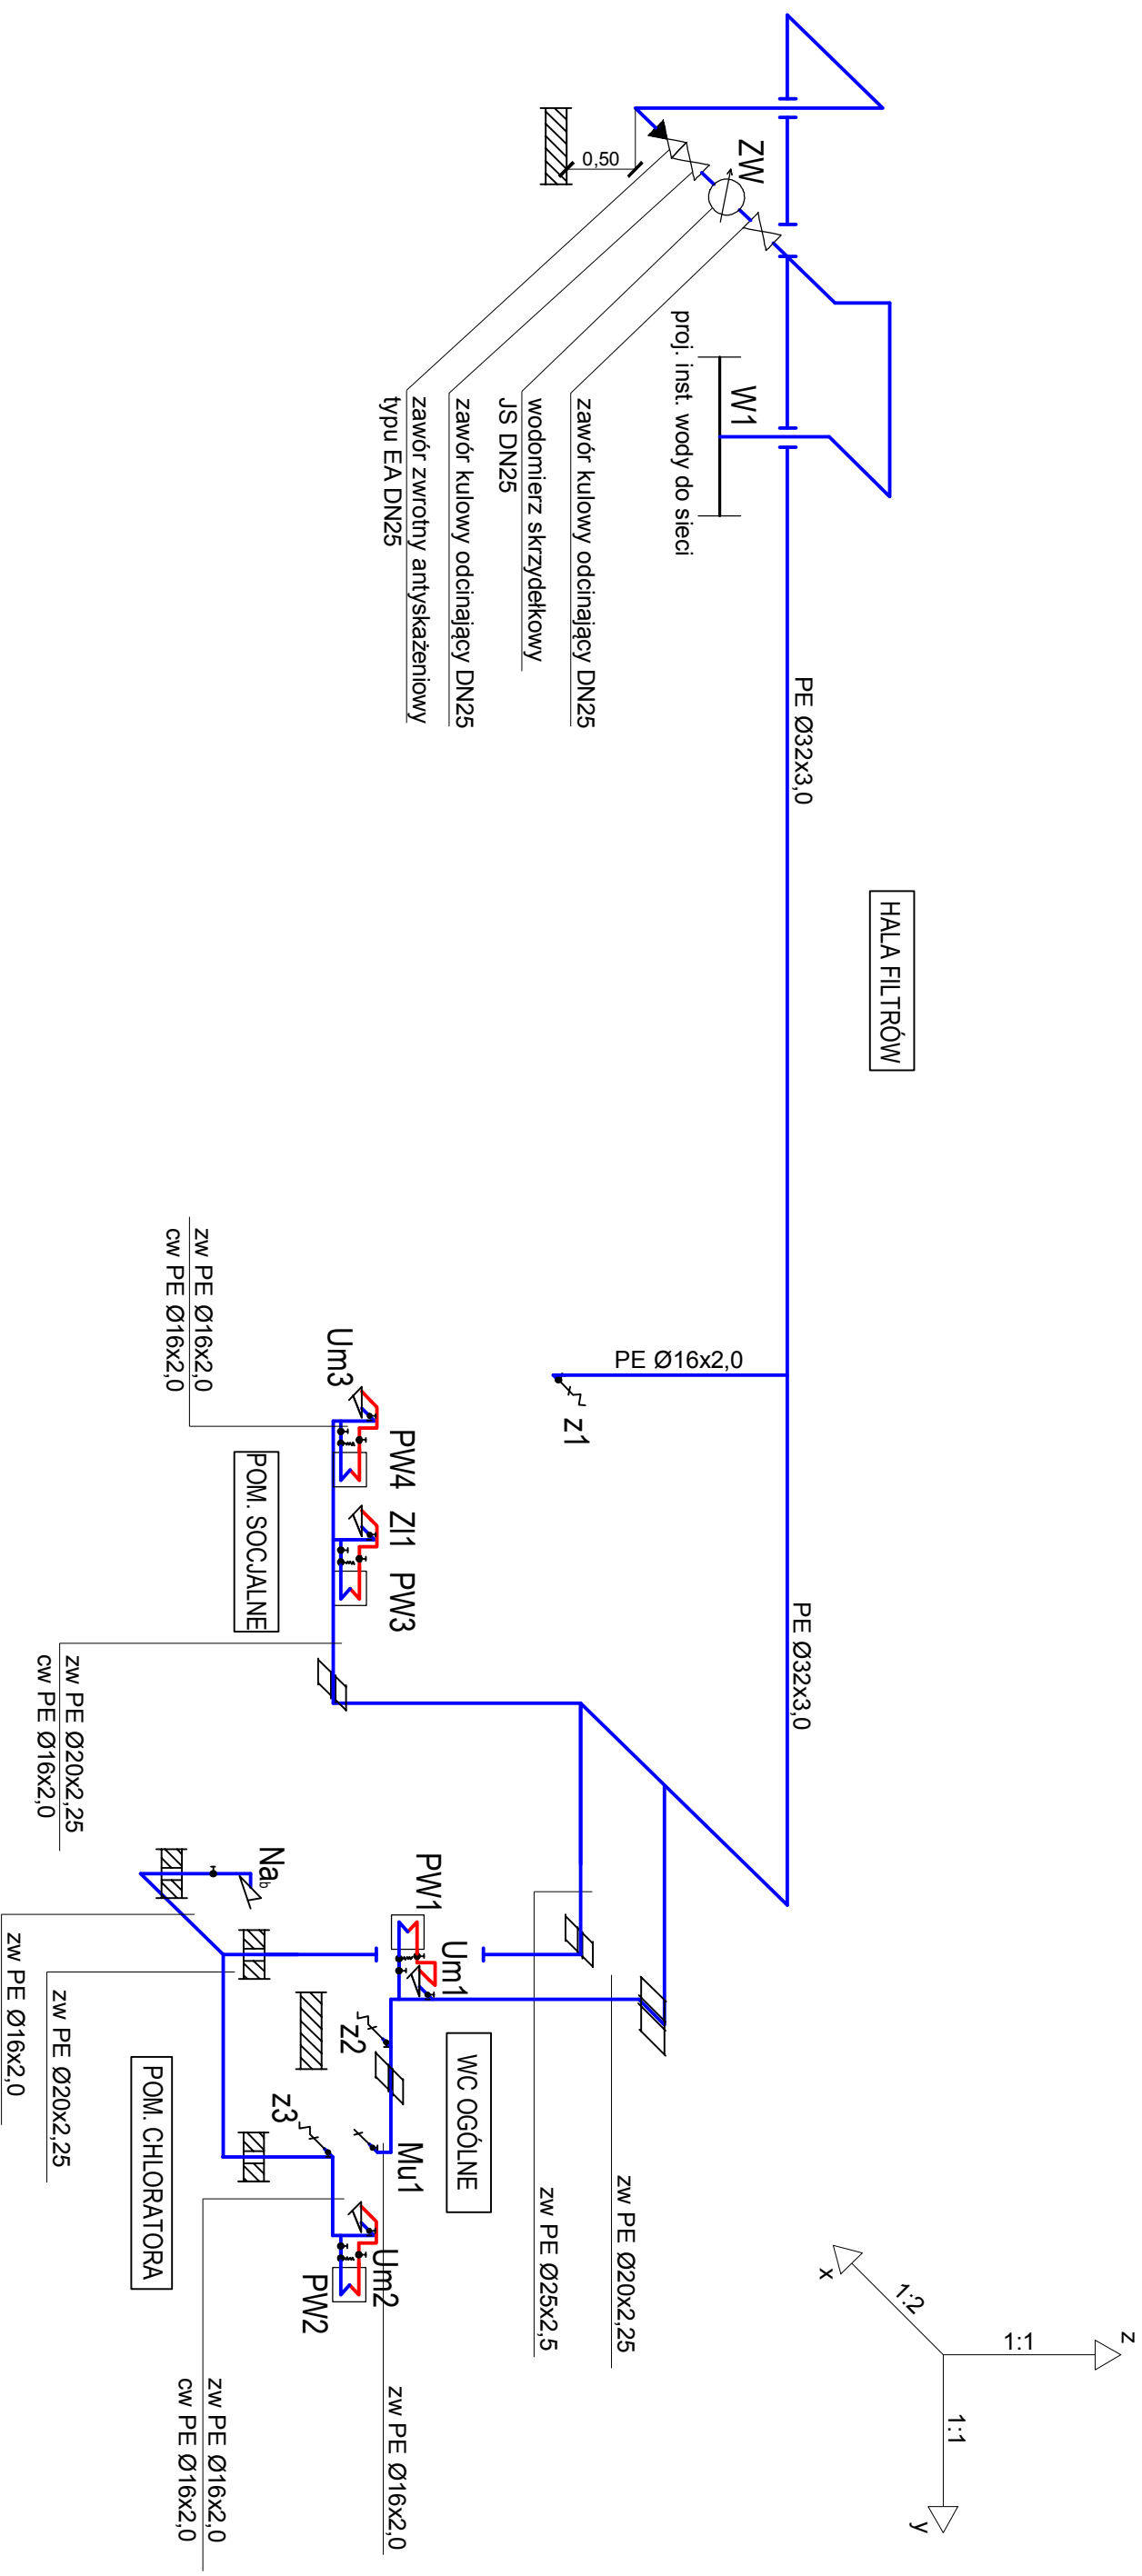 ZW
0,50
W1
proj. inst. wody do sieci
zawór kulowy odcinający DN25
wodomierz skrzydełkowy
JS DN25
zawór kulowy odcinający DN25
zawór zwrotny antyskażeniowy
typu EA DN25
PE Ø32x3,0
HALA FILTRÓW
PE Ø16x2,0
z1
PE Ø32x3,0
zw PE Ø16x2,0
cw PE Ø16x2,0
Um3
PW4
Zl1
PW3
POM. SOCJALNE
zw PE Ø20x2,25
cw PE Ø16x2,0
Na
PW1
Um1
z2
WC OGÓLNE
z3
Mu1
Um2
PW2
POM. CHLORATORA
zw PE Ø16x2,0
zw PE Ø20x2,25
zw PE Ø25x2,5
zw PE Ø20x2,25
zw PE Ø16x2,0
zw PE Ø16x2,0
cw PE Ø16x2,0
z
1:1
1:2
x
1:1
y